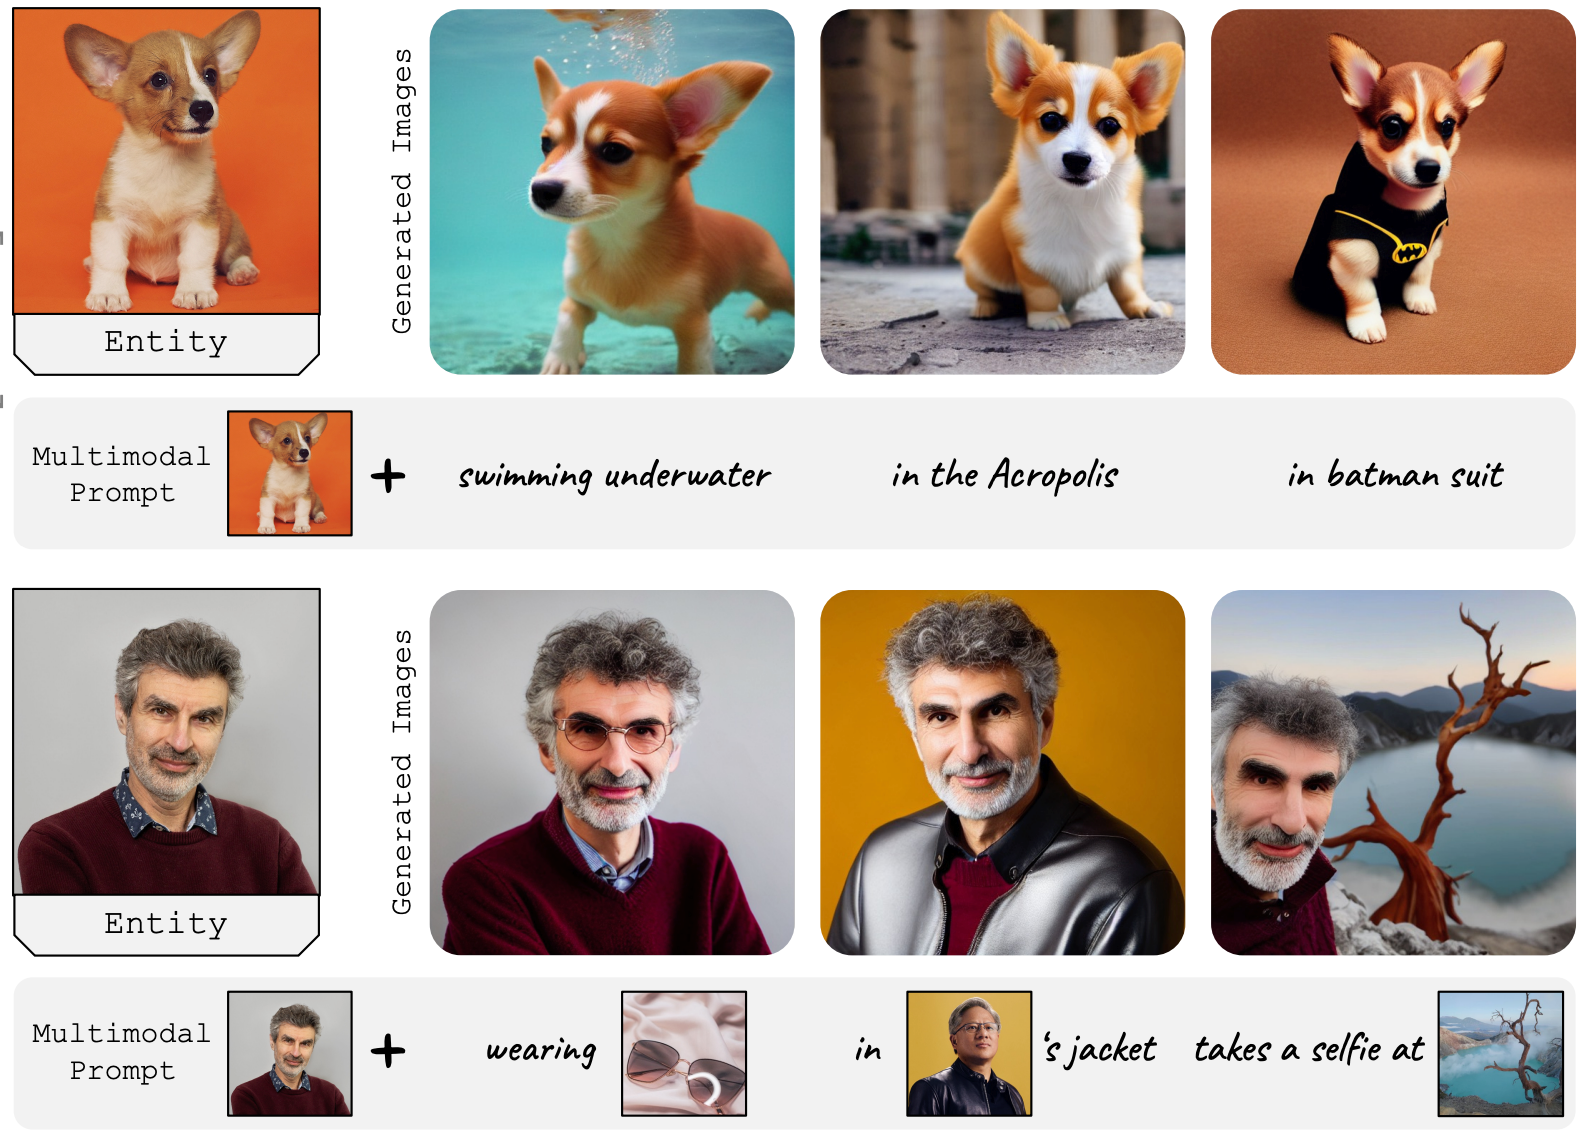 Entity
Generated Images
Multimodal
Prompt
+
swimming underwater
in the Acropolis
in batman suit
Entity
Generated Images
Multimodal
Prompt
+
wearing
in
's jacket
takes a selfie at